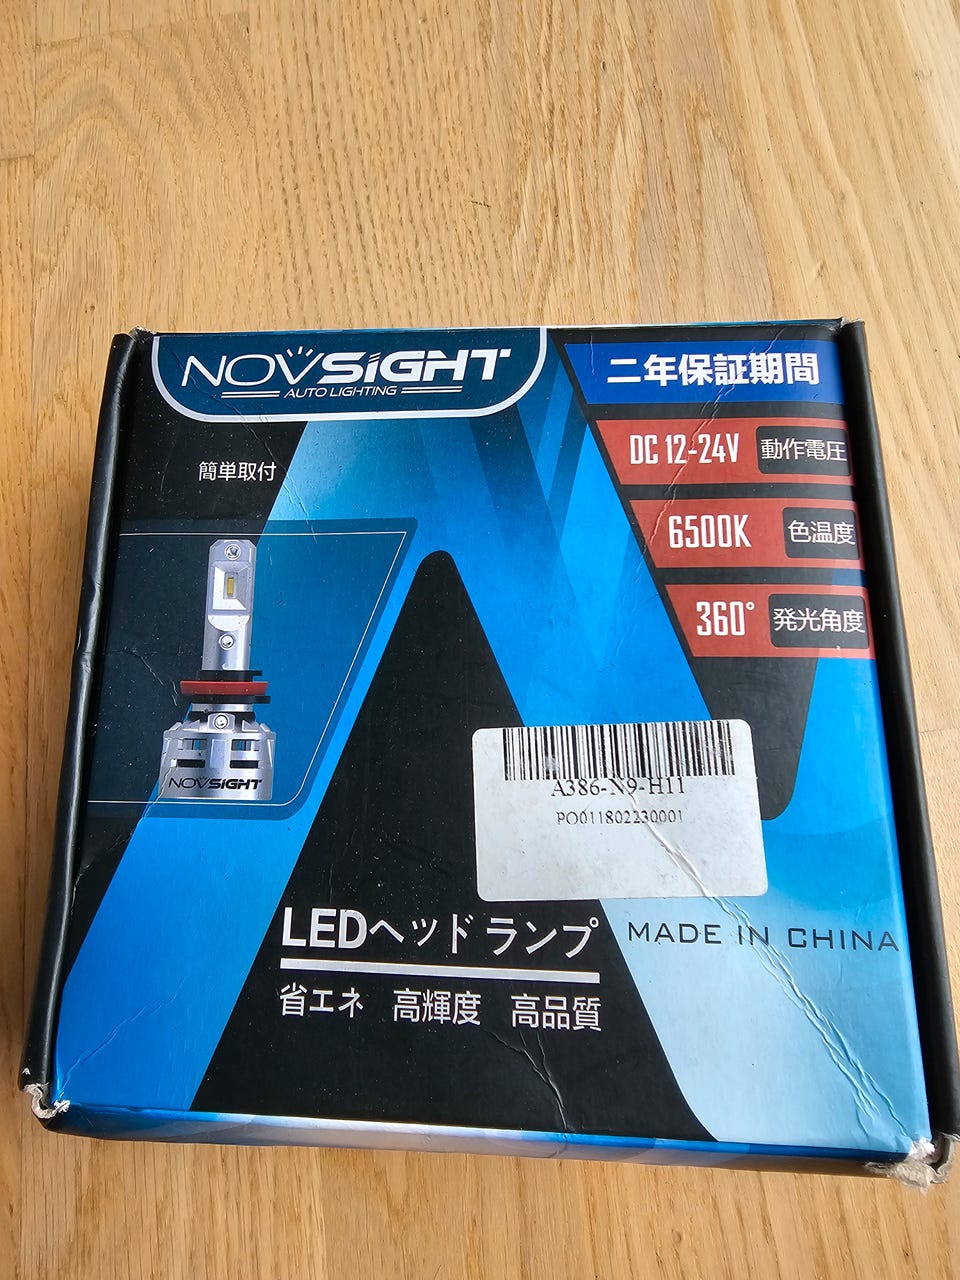 NOVSIGHT
AUTO LIGHTING
二年保証期間
DC 12-24V 動作電圧
6500K 色温度
360° 発光角度
簡単取付
NOVSIGHT
A386-N9-H11
PO011802230001
LEDヘッドランプ
MADE IN CHINA
省エネ 高輝度 高品質